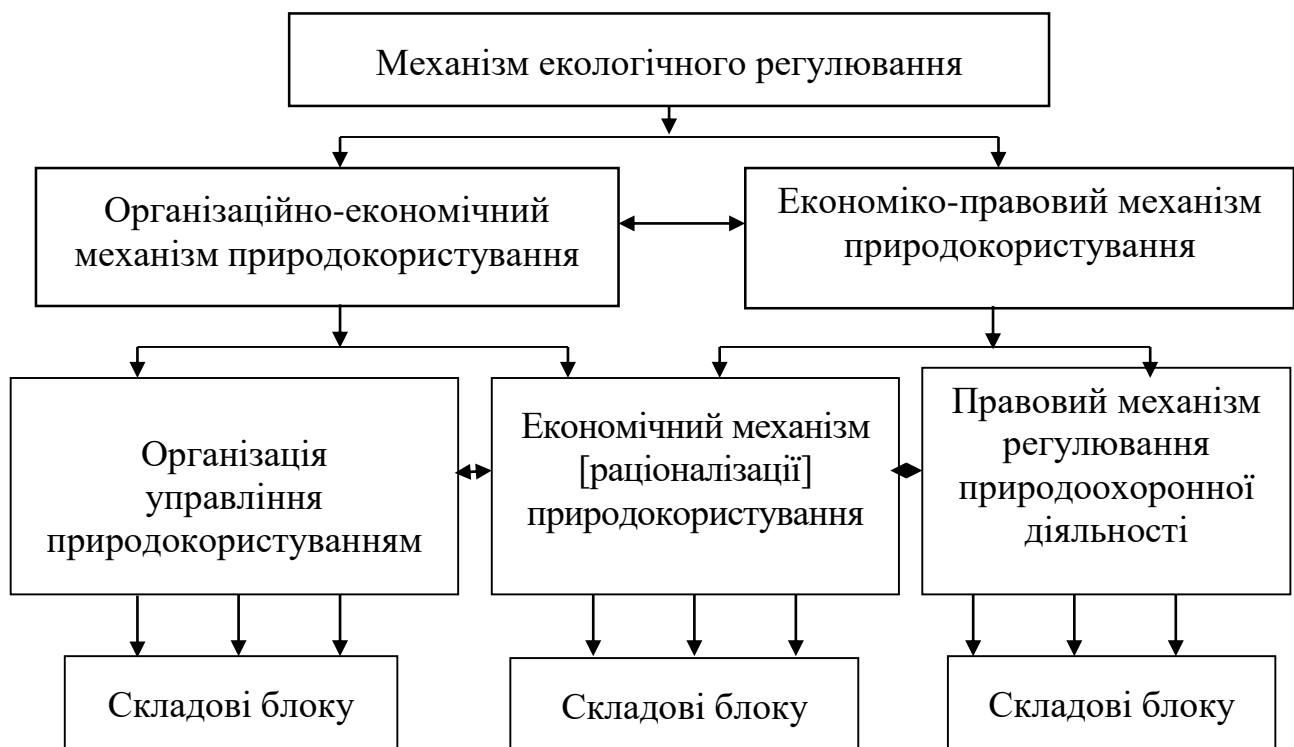 Механізм екологічного регулювання
Організаційно-економічний
механізм природокористування
Економіко-правовий механізм
природокористування
Організація
управління
природокористуванням
Економічний механізм
[раціоналізації]
природокористування
Правовий механізм
регулювання
природоохоронної
діяльності
Складові блоку
Складові блоку
Складові блоку